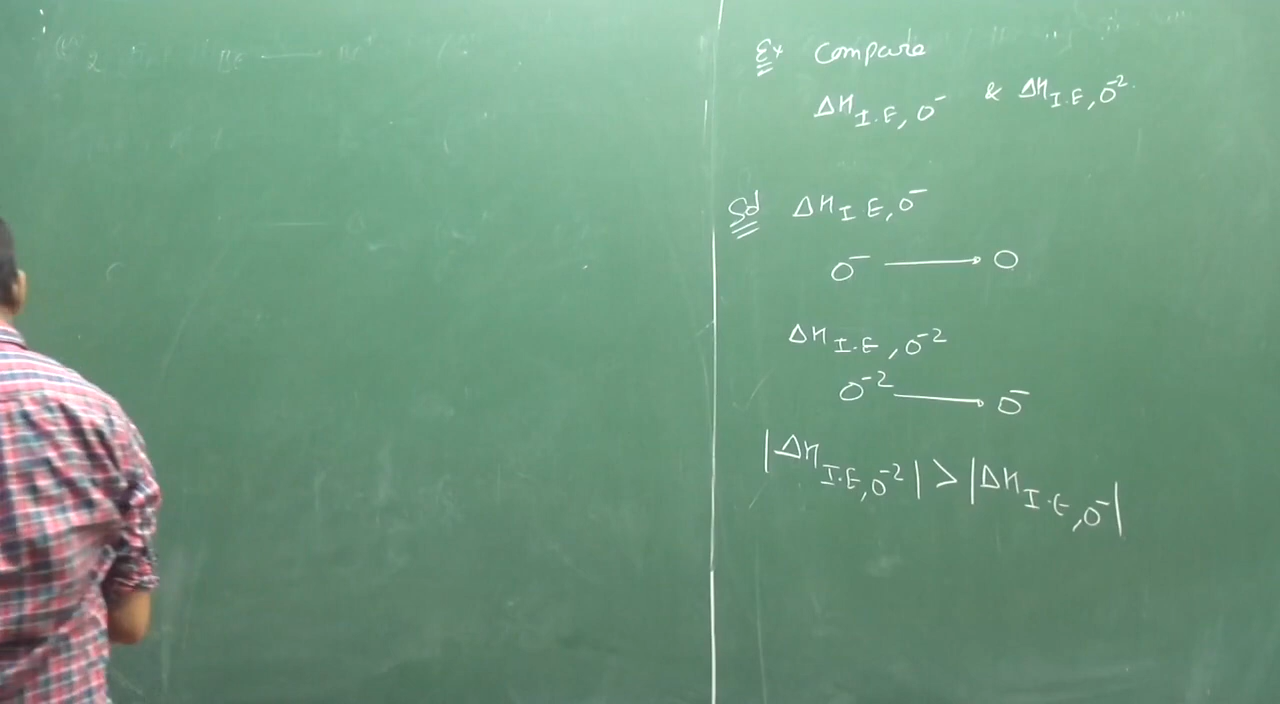 Ex Compare
ΔH I.E, O⁻ & ΔH I.E, O⁻².
Sol ΔH I.E, O⁻
O⁻ ⟶ O
ΔH I.E, O⁻²
O⁻² ⟶ O⁻
|ΔH I.E, O⁻²| > |ΔH I.E, O⁻|